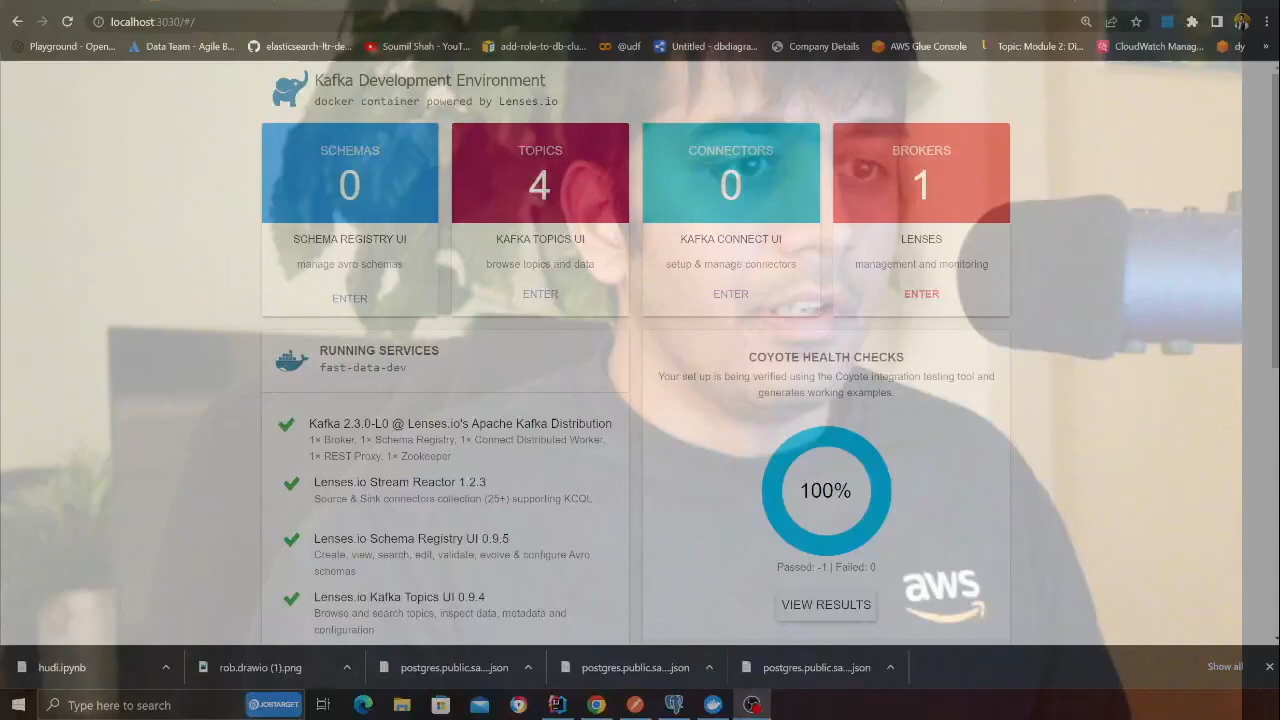 localhost:3030/#/
Playground - Open... Data Team - Agile B... elasticsearch-ltr-de... Soumil Shah - YouT... add-role-to-db-clu... @udf Untitled - dbdiagra... Company Details AWS Glue Console Topic: Module 2: Di... CloudWatch Manag... dy »
Kafka Development Environment
docker container powered by Lenses.io
SCHEMAS TOPICS CONNECTORS BROKERS
0 4 0 1
SCHEMA REGISTRY UI KAFKA TOPICS UI KAFKA CONNECT UI LENSES
manage avro schemas browse topics and data setup & manage connectors management and monitoring
ENTER ENTER ENTER ENTER
RUNNING SERVICES
fast-data-dev
Kafka 2.3.0-L0 @ Lenses.io's Apache Kafka Distribution
1× Broker, 1× Schema Registry, 1× Connect Distributed Worker,
1× REST Proxy, 1× Zookeeper
Lenses.io Stream Reactor 1.2.3
Source & Sink connectors collection (25+) supporting KCQL
Lenses.io Schema Registry UI 0.9.5
Create, view, search, edit, validate, evolve & configure Avro
schemas
Lenses.io Kafka Topics UI 0.9.4
Browse and search topics, inspect data, metadata and
configuration
COYOTE HEALTH CHECKS
Your set up is being verified using the Coyote integration testing tool and
generates working examples.
100%
Passed: -1 | Failed: 0
VIEW RESULTS
aws
hudi.ipynb rob.drawio (1).png postgres.public.sa....json postgres.public.sa....json postgres.public.sa....json Show all
Type here to search JOBTARGET